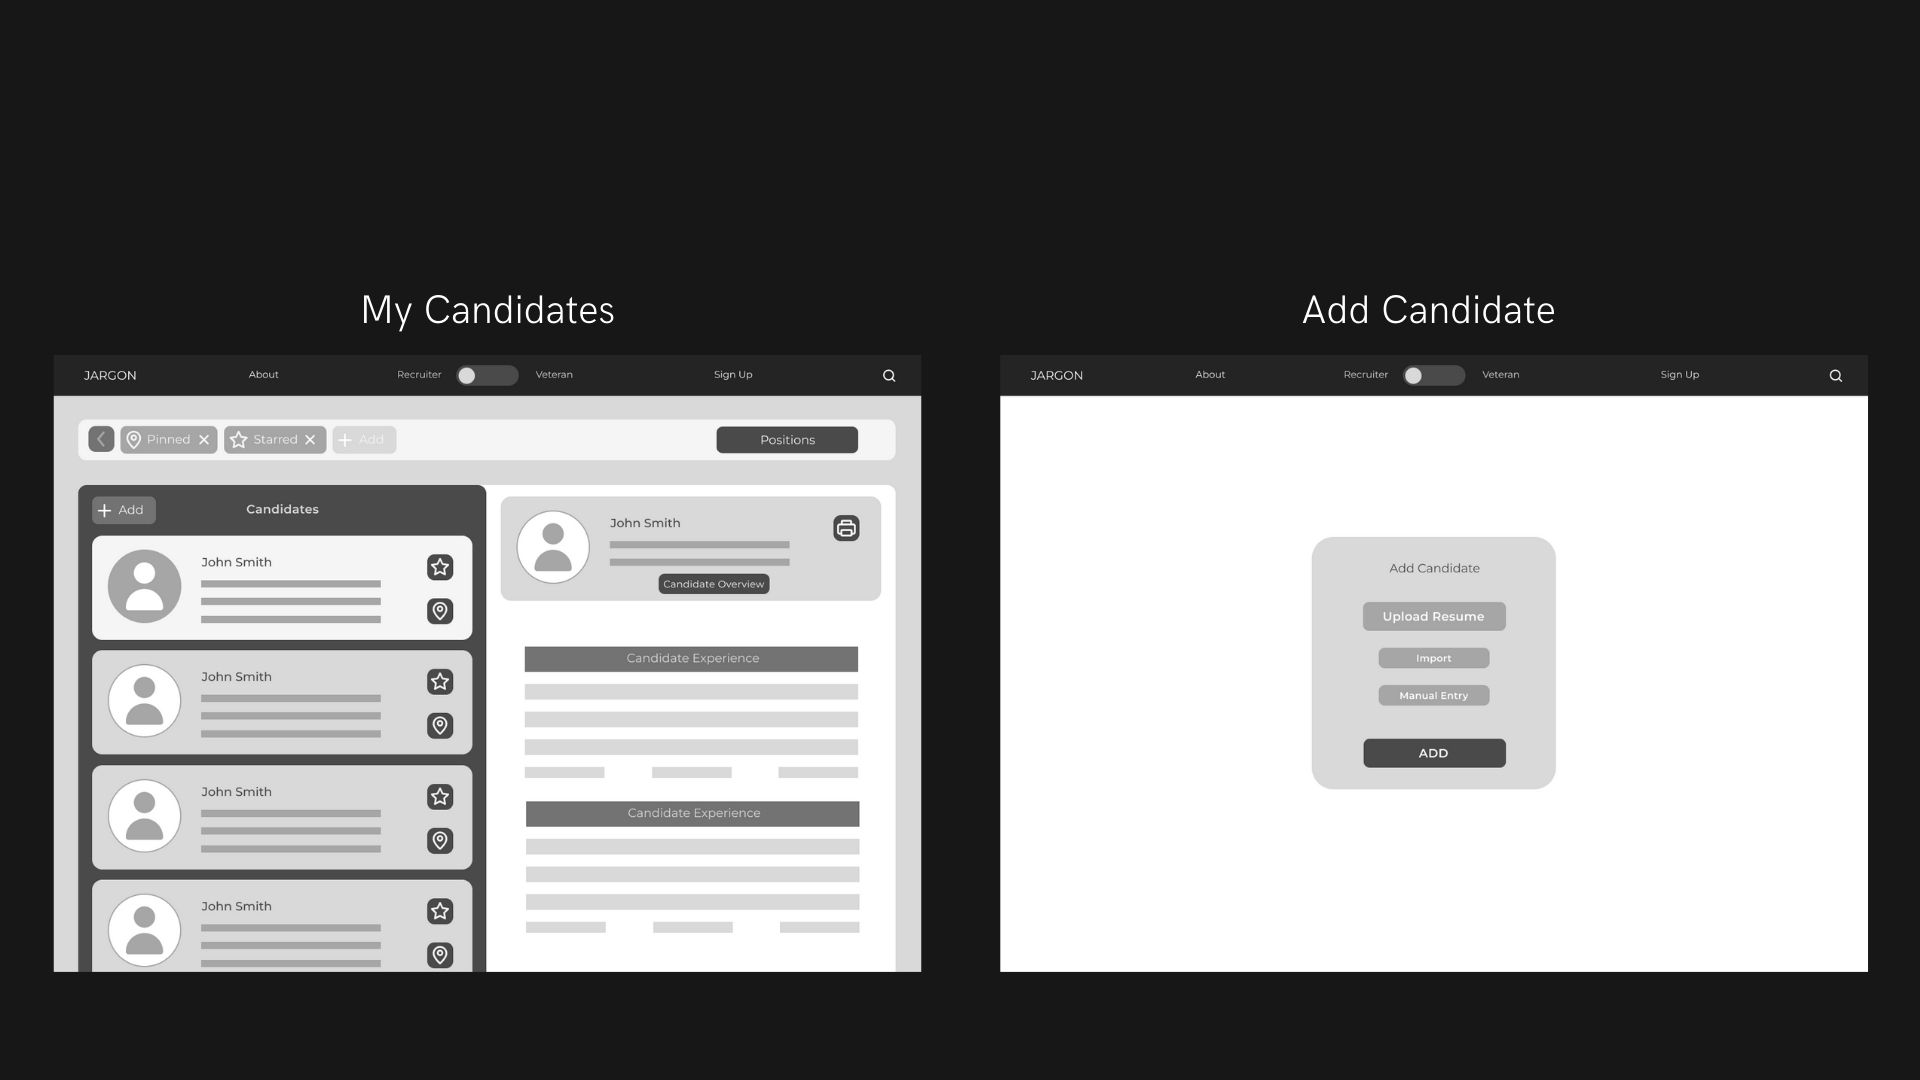 My Candidates
JARGON About Recruiter Veteran Sign Up
Pinned Starred Add Positions
Add Candidates
John Smith
John Smith
John Smith
John Smith
John Smith
Candidate Overview
Candidate Experience
Candidate Experience
Add Candidate
JARGON About Recruiter Veteran Sign Up
Add Candidate
Upload Resume
Import
Manual Entry
ADD